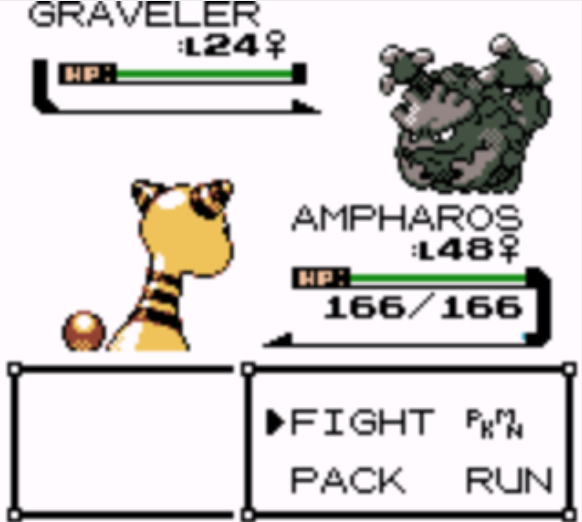 GRAVELER
:L24♀
HP:
AMPHAROS
:L48♀
HP:
166/166
FIGHT PKMN
PACK RUN